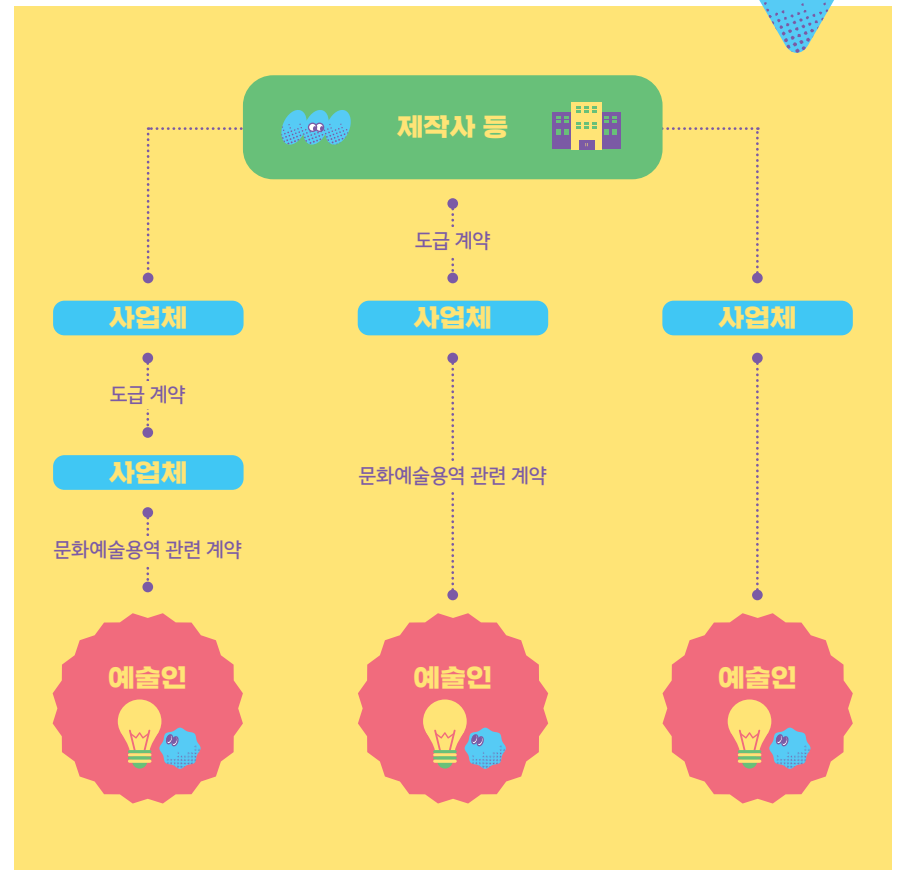 제작사 등
도급 계약
사업체
사업체
사업체
도급 계약
사업체
문화예술용역 관련 계약
문화예술용역 관련 계약
예술인
예술인
예술인